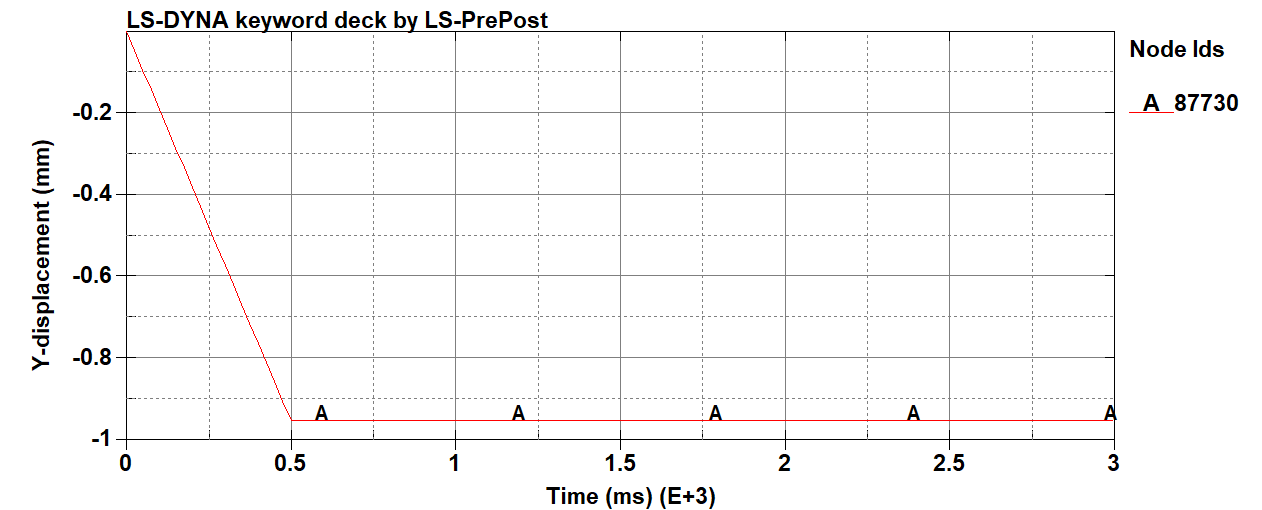 LS-DYNA keyword deck by LS-PrePost
Node Ids
A 87730
Y-displacement (mm)
-0.2
-0.4
-0.6
-0.8
-1
A A A A A
0 0.5 1 1.5 2 2.5 3
Time (ms) (E+3)